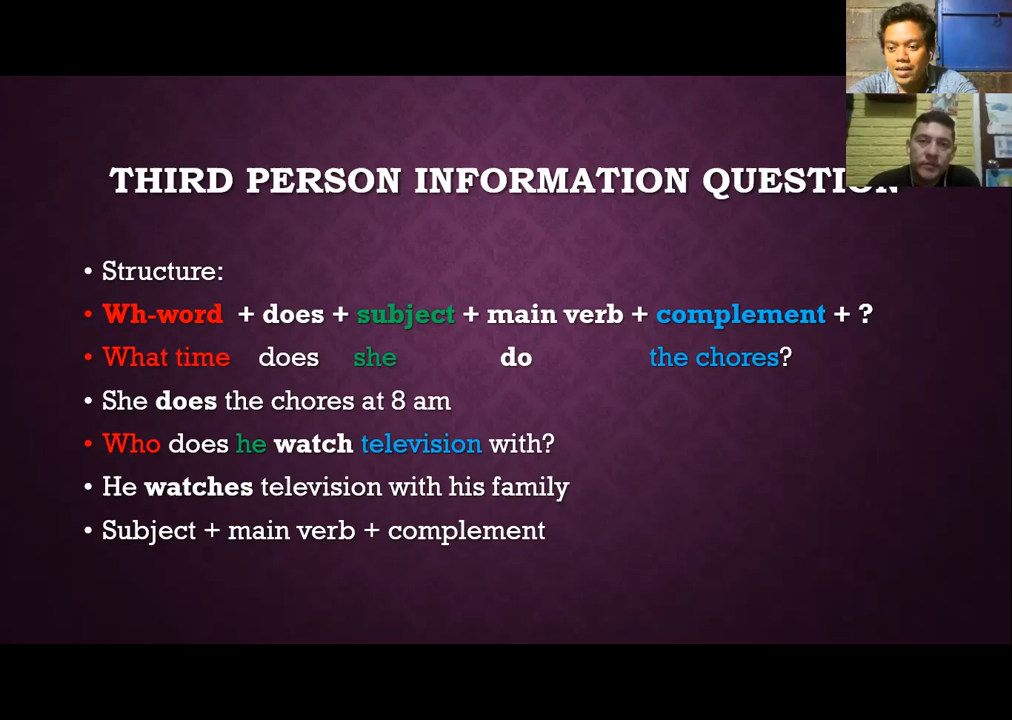 THIRD PERSON INFORMATION QUESTION
• Structure:
• Wh-word + does + subject + main verb + complement + ?
• What time does she do the chores?
• She does the chores at 8 am
• Who does he watch television with?
• He watches television with his family
• Subject + main verb + complement